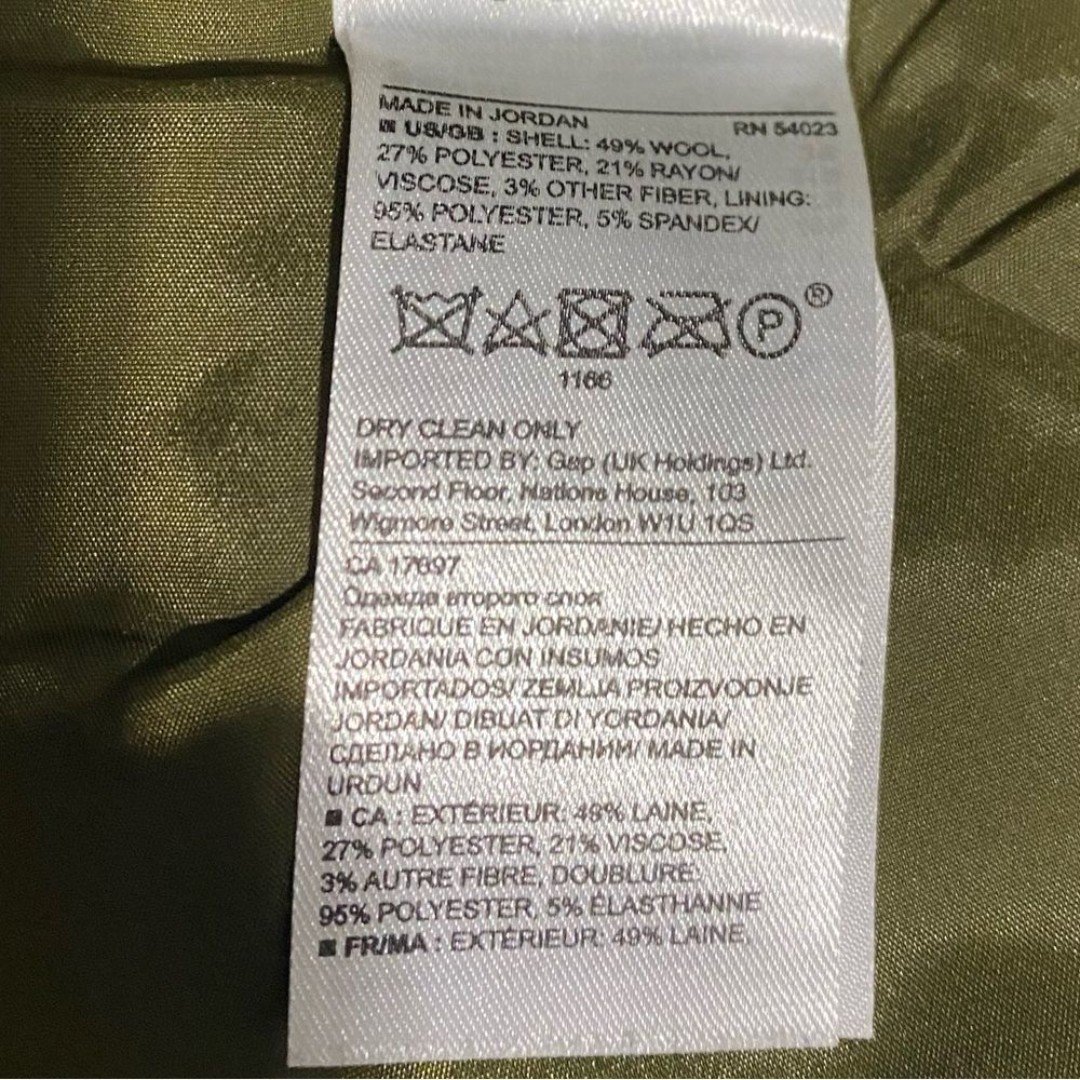 MADE IN JORDAN RN 54023
■ US/GB : SHELL: 49% WOOL,
27% POLYESTER, 21% RAYON/
VISCOSE, 3% OTHER FIBER, LINING:
95% POLYESTER, 5% SPANDEX/
ELASTANE
P ®
1166
DRY CLEAN ONLY
IMPORTED BY: Gap (UK Holdings) Ltd.
Second Floor, Nations House, 103
Wigmore Street, London W1U 1QS
CA 17697
Одежда второго слоя
FABRIQUE EN JORDANIE/ HECHO EN
JORDANIA CON INSUMOS
IMPORTADOS/ ZEMLJA PROIZVODNJE
JORDAN/ DIBUAT DI YORDANIA/
СДЕЛАНО В ИОРДАНИИ/ MADE IN
URDUN
■ CA : EXTÉRIEUR: 49% LAINE,
27% POLYESTER, 21% VISCOSE,
3% AUTRE FIBRE, DOUBLURE:
95% POLYESTER, 5% ÉLASTHANNE
■ FR/MA : EXTÉRIEUR: 49% LAINE,